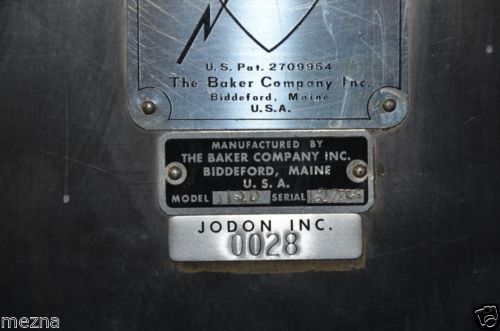 U.S. Pat. 2709954
The Baker Company Inc.
Biddeford, Maine
U.S.A.
MANUFACTURED BY
THE BAKER COMPANY INC.
BIDDEFORD, MAINE
U.S.A.
MODEL SERIAL
JODON INC.
0028
mezna